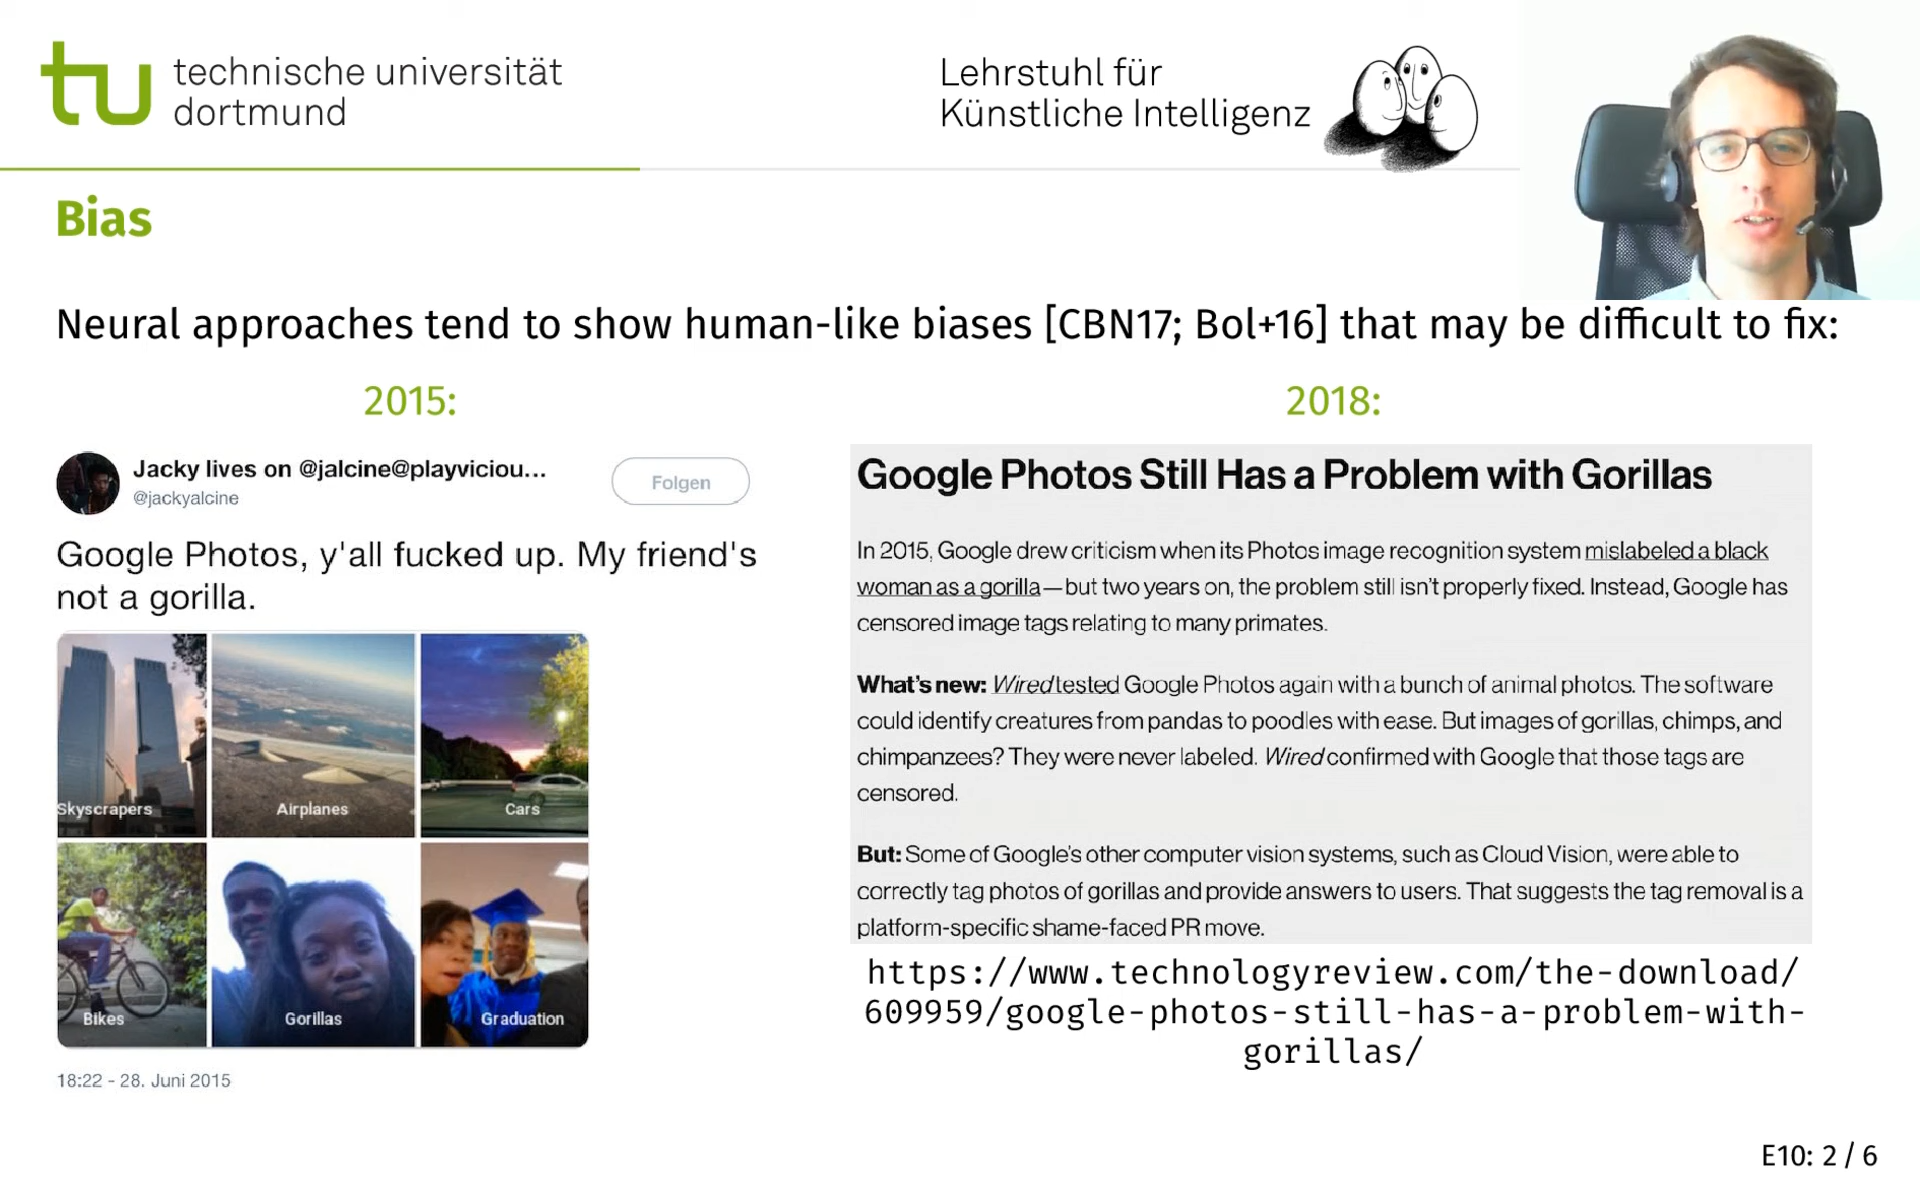 technische universität
dortmund
Lehrstuhl für
Künstliche Intelligenz
Bias
Neural approaches tend to show human-like biases [CBN17; Bol+16] that may be difficult to fix:
2015:
Jacky lives on @jalcine@playviciou...
@jackyalcine
Folgen
Google Photos, y'all fucked up. My friend's
not a gorilla.
Skyscrapers
Airplanes
Cars
Bikes
Gorillas
Graduation
18:22 - 28. Juni 2015
2018:
Google Photos Still Has a Problem with Gorillas
In 2015, Google drew criticism when its Photos image recognition system mislabeled a black
woman as a gorilla—but two years on, the problem still isn't properly fixed. Instead, Google has
censored image tags relating to many primates.
What's new: Wired tested Google Photos again with a bunch of animal photos. The software
could identify creatures from pandas to poodles with ease. But images of gorillas, chimps, and
chimpanzees? They were never labeled. Wired confirmed with Google that those tags are
censored.
But: Some of Google's other computer vision systems, such as Cloud Vision, were able to
correctly tag photos of gorillas and provide answers to users. That suggests the tag removal is a
platform-specific shame-faced PR move.
https://www.technologyreview.com/the-download/
609959/google-photos-still-has-a-problem-with-
gorillas/
E10: 2 / 6